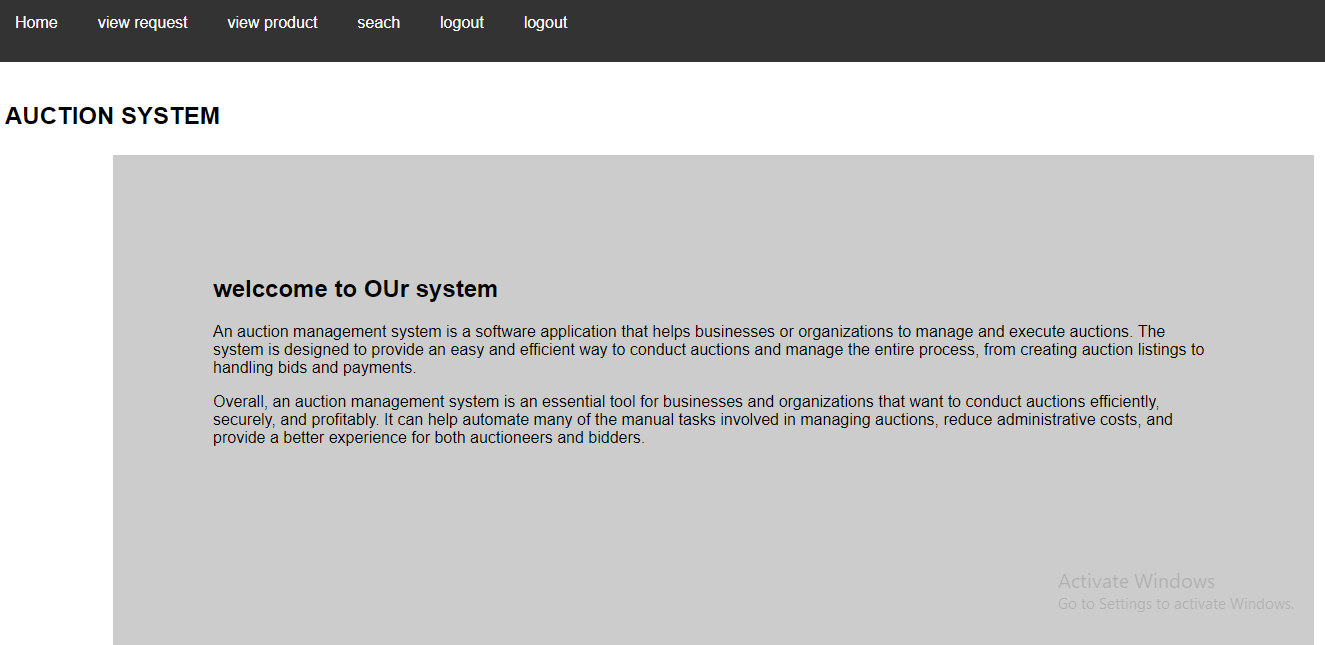 Home view request view product seach logout logout
AUCTION SYSTEM
welccome to OUr system
An auction management system is a software application that helps businesses or organizations to manage and execute auctions. The
system is designed to provide an easy and efficient way to conduct auctions and manage the entire process, from creating auction listings to
handling bids and payments.
Overall, an auction management system is an essential tool for businesses and organizations that want to conduct auctions efficiently,
securely, and profitably. It can help automate many of the manual tasks involved in managing auctions, reduce administrative costs, and
provide a better experience for both auctioneers and bidders.
Activate Windows
Go to Settings to activate Windows.